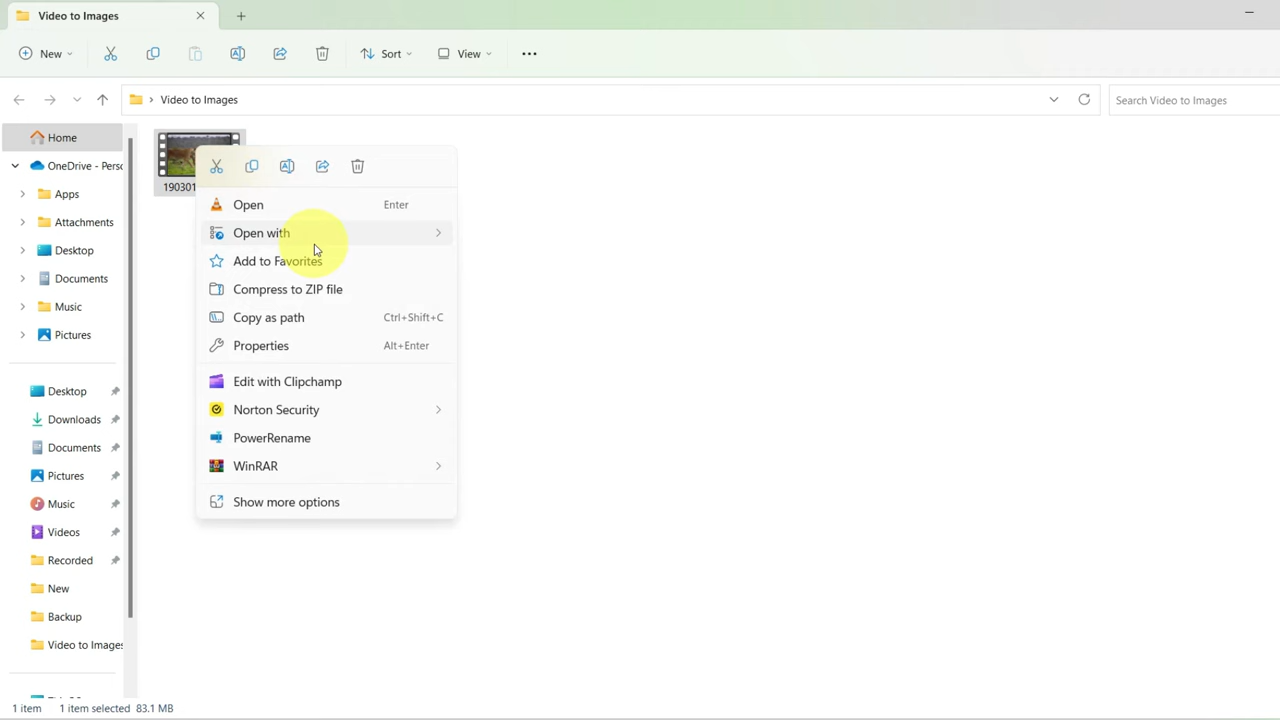 Video to Images
New
Sort
View
Video to Images
Search Video to Images
Home
OneDrive - Perso
Apps
Attachments
Desktop
Documents
Music
Pictures
Desktop
Downloads
Documents
Pictures
Music
Videos
Recorded
New
Backup
Video to Images
190301
Open Enter
Open with
Add to Favorites
Compress to ZIP file
Copy as path Ctrl+Shift+C
Properties Alt+Enter
Edit with Clipchamp
Norton Security
PowerRename
WinRAR
Show more options
1 item 1 item selected 83.1 MB